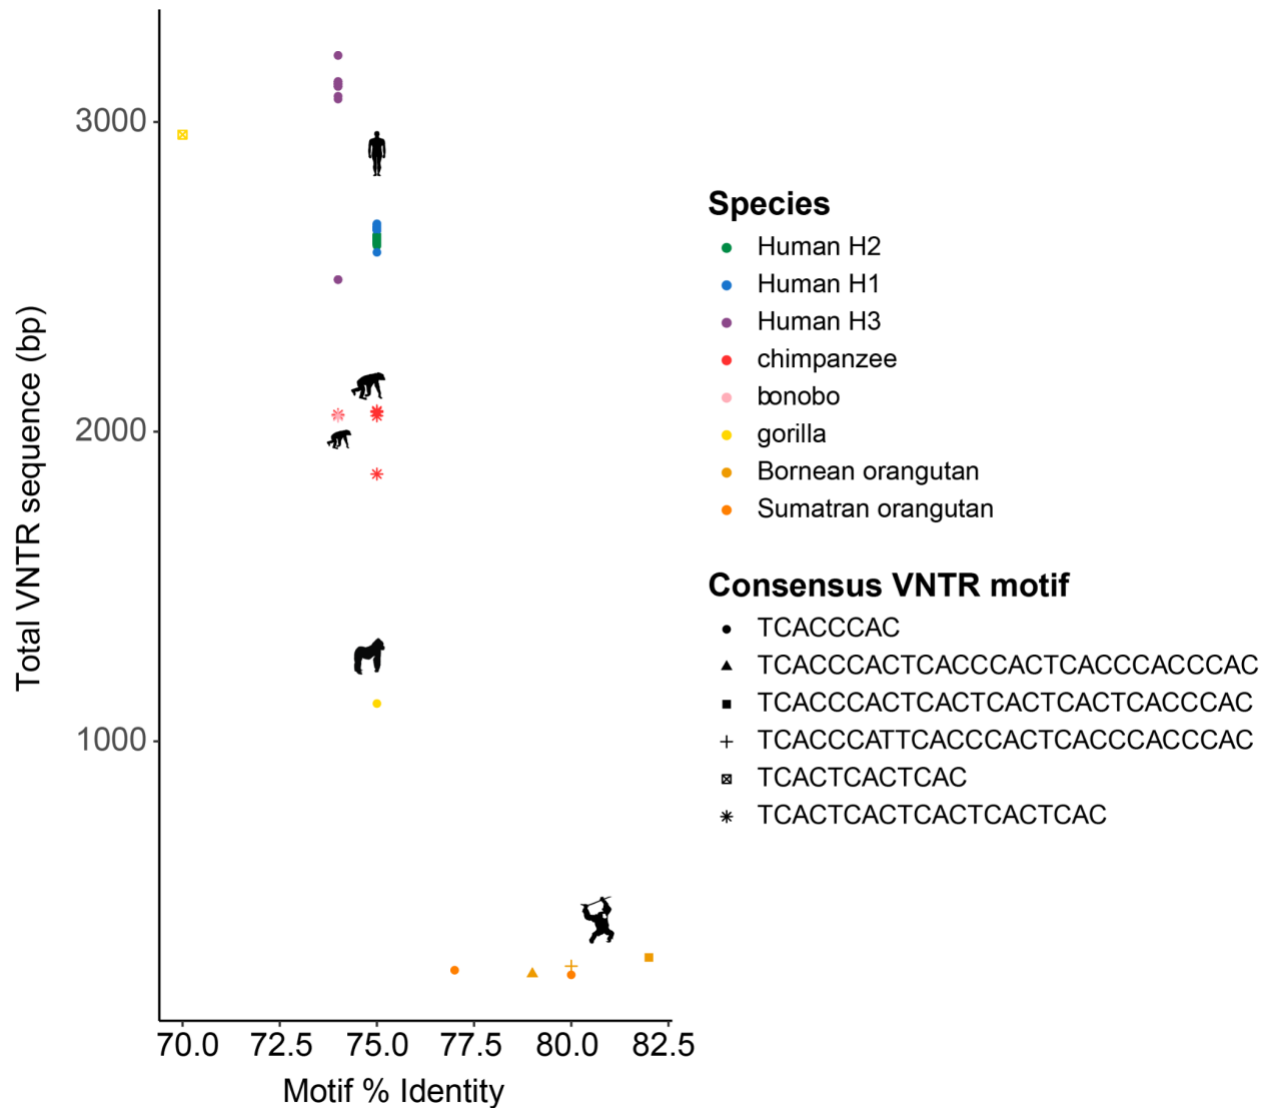 3000
2000
1000
Total VNTR sequence (bp)
70.0 72.5 75.0 77.5 80.0 82.5
Motif % Identity
Species
Human H2
Human H1
Human H3
chimpanzee
bonobo
gorilla
Bornean orangutan
Sumatran orangutan
Consensus VNTR motif
TCACCCAC
TCACCCACTCACCCACTCACCCACCCAC
TCACCCACTCACTCACTCACTCACCCAC
TCACCCATTCACCCACTCACCCACCCAC
TCACTCACTCAC
TCACTCACTCACTCACTCAC